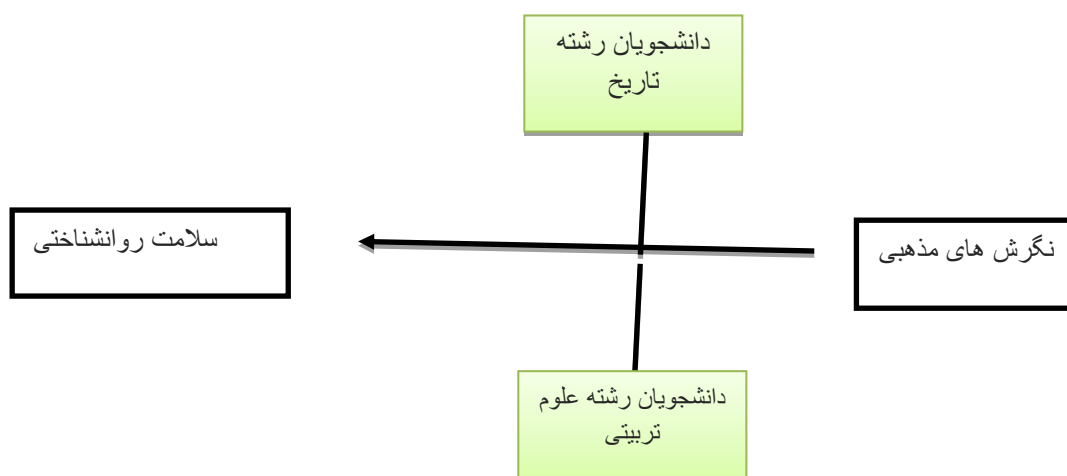 دانشجویان رشته
تاریخ
نگرش های مذهبی
سلامت روانشناختی
دانشجویان رشته علوم
تربیتی